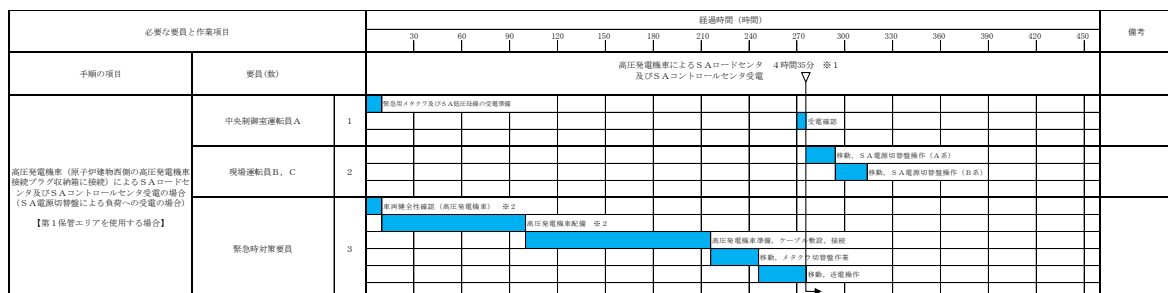 必要な要員と作業項目
経過時間（時間）
備考
30 60 90 120 150 180 210 240 270 300 330 360 390 420 450
手順の項目
要員(数)
高圧発電機車によるＳＡロードセンタ　４時間35分　※１
及びＳＡコントロールセンタ受電
高圧発電機車（原子炉建物西側の高圧発電機車
接続プラグ収納箱に接続）によるＳＡロードセ
ンタ及びＳＡコントロールセンタ受電の場合
（ＳＡ電源切替盤による負荷への受電の場合）
【第１保管エリアを使用する場合】
中央制御室運転員Ａ
1
緊急用メタクラ及びＳＡ低圧母線の受電準備
受電確認
現場運転員Ｂ，Ｃ
2
移動，ＳＡ電源切替盤操作（Ａ系）
移動，ＳＡ電源切替盤操作（Ｂ系）
緊急時対策要員
3
車両健全性確認（高圧発電機車）　※２
高圧発電機車配備　※２
高圧発電機車準備，ケーブル敷設，接続
移動，メタクラ切替盤作業
移動，送電操作